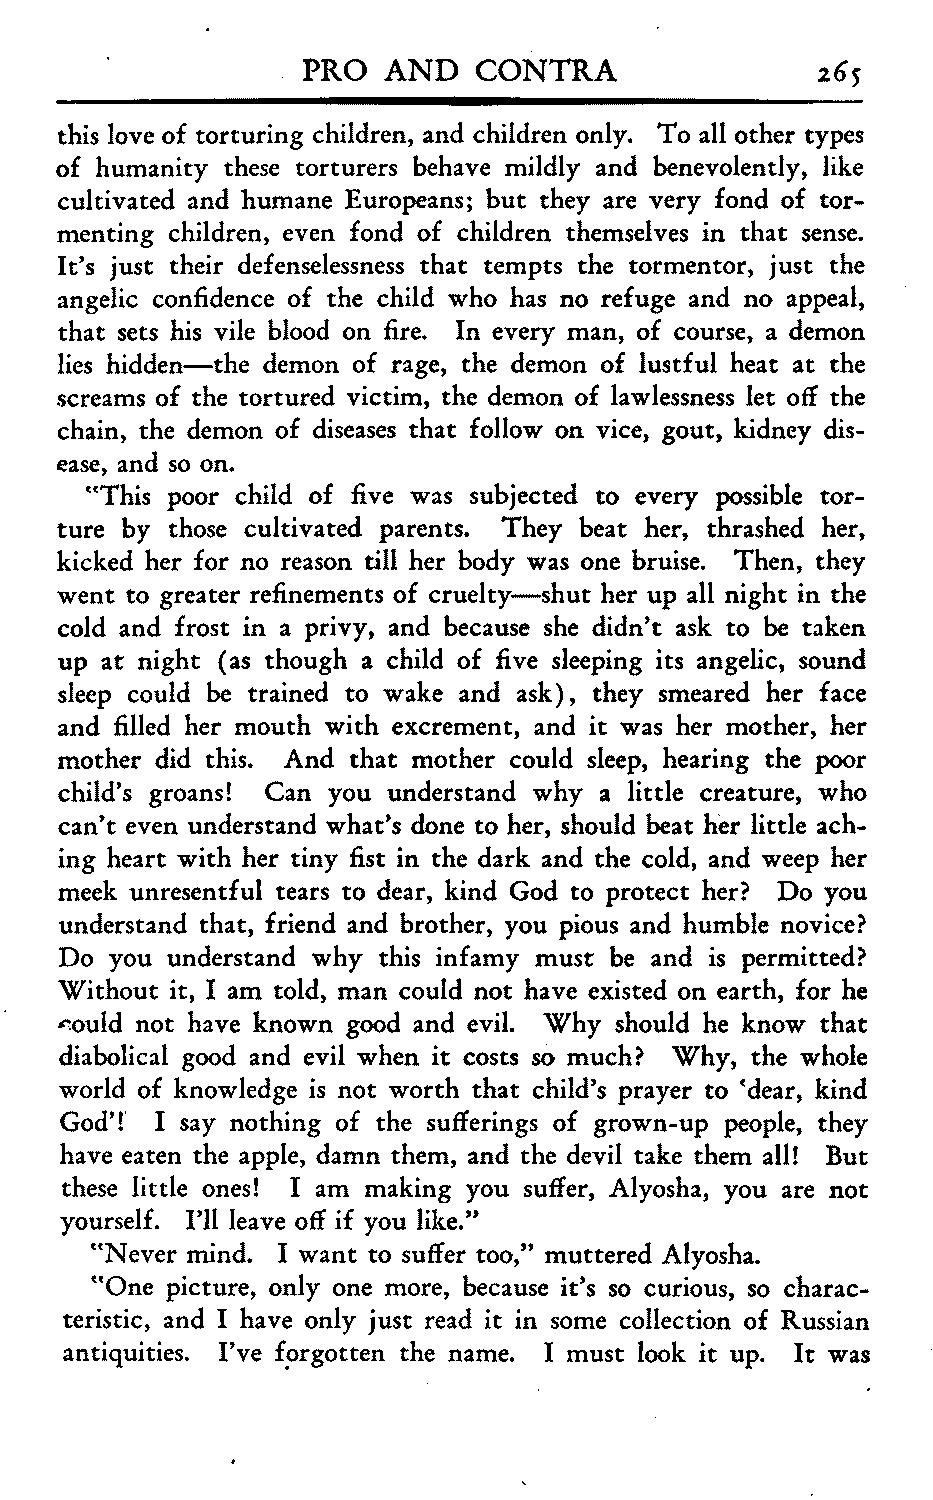 PRO AND CONTRA 265
this love of torturing children, and children only. To all other types
of humanity these torturers behave mildly and benevolently, like
cultivated and humane Europeans; but they are very fond of tor-
menting children, even fond of children themselves in that sense.
It's just their defenselessness that tempts the tormentor, just the
angelic confidence of the child who has no refuge and no appeal,
that sets his vile blood on fire. In every man, of course, a demon
lies hidden—the demon of rage, the demon of lustful heat at the
screams of the tortured victim, the demon of lawlessness let off the
chain, the demon of diseases that follow on vice, gout, kidney dis-
ease, and so on.
"This poor child of five was subjected to every possible tor-
ture by those cultivated parents. They beat her, thrashed her,
kicked her for no reason till her body was one bruise. Then, they
went to greater refinements of cruelty—shut her up all night in the
cold and frost in a privy, and because she didn't ask to be taken
up at night (as though a child of five sleeping its angelic, sound
sleep could be trained to wake and ask), they smeared her face
and filled her mouth with excrement, and it was her mother, her
mother did this. And that mother could sleep, hearing the poor
child's groans! Can you understand why a little creature, who
can't even understand what's done to her, should beat her little ach-
ing heart with her tiny fist in the dark and the cold, and weep her
meek unresentful tears to dear, kind God to protect her? Do you
understand that, friend and brother, you pious and humble novice?
Do you understand why this infamy must be and is permitted?
Without it, I am told, man could not have existed on earth, for he
could not have known good and evil. Why should he know that
diabolical good and evil when it costs so much? Why, the whole
world of knowledge is not worth that child's prayer to 'dear, kind
God'! I say nothing of the sufferings of grown-up people, they
have eaten the apple, damn them, and the devil take them all! But
these little ones! I am making you suffer, Alyosha, you are not
yourself. I'll leave off if you like."
"Never mind. I want to suffer too," muttered Alyosha.
"One picture, only one more, because it's so curious, so charac-
teristic, and I have only just read it in some collection of Russian
antiquities. I've forgotten the name. I must look it up. It was